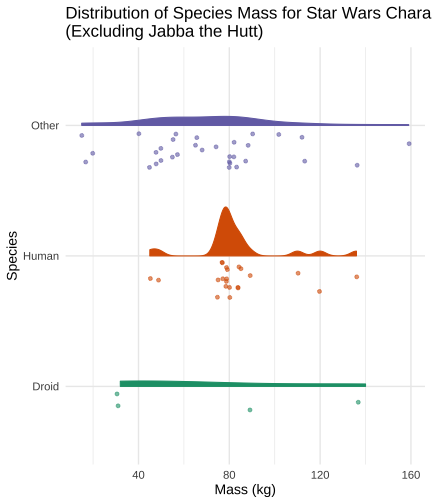 Distribution of Species Mass for Star Wars Chara
(Excluding Jabba the Hutt)
Other
Human
Droid
Species
40 80 120 160
Mass (kg)